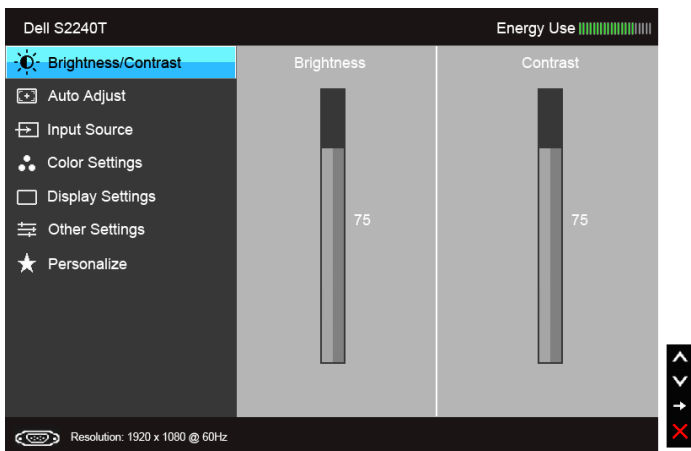 Dell S2240T
Energy Use
Brightness/Contrast
Auto Adjust
Input Source
Color Settings
Display Settings
Other Settings
Personalize
Brightness
Contrast
75
75
Resolution: 1920 x 1080 @ 60Hz